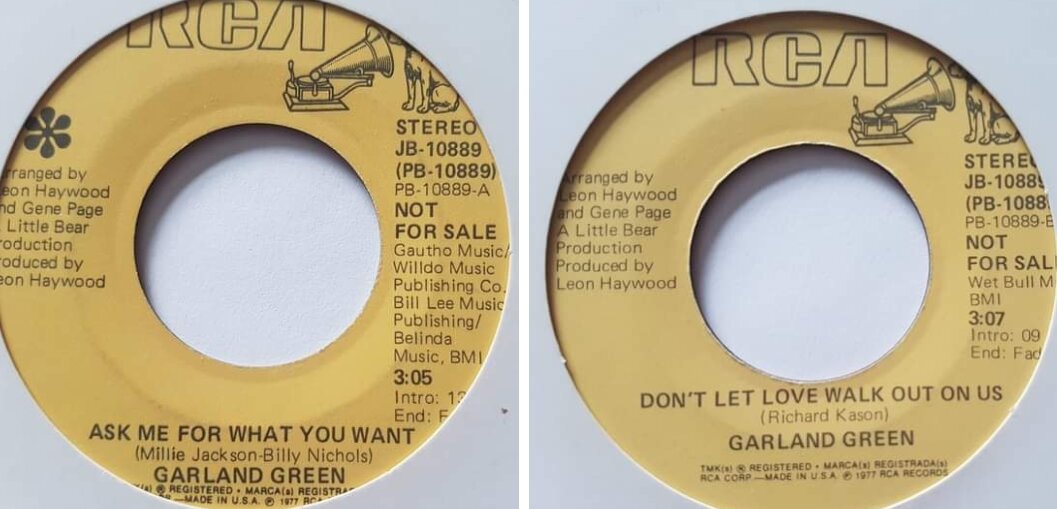 RCA
STEREO
JB-10889
(PB-10889)
PB-10889-A
NOT
FOR SALE
Gautho Music/
Willdo Music
Publishing Co.
Bill Lee Music
Publishing/
Belinda
Music, BMI
3:05
Intro:
End:
rranged by
eon Haywood
nd Gene Page
Little Bear
roduction
roduced by
eon Haywood
ASK ME FOR WHAT YOU WANT
(Millie Jackson-Billy Nichols)
GARLAND GREEN
® REGISTERED • MARCA(s) REGISTRA
—MADE IN U.S.A. ℗ 1977 RCA
RCA
STEREO
JB-1088
(PB-1088
PB-10889-
NOT
FOR SAL
Wet Bull M
BMI
3:07
Intro: 09
End: Fad
Arranged by
Leon Haywood
and Gene Page
A Little Bear
Production
Produced by
Leon Haywood
DON'T LET LOVE WALK OUT ON US
(Richard Kason)
GARLAND GREEN
TMK(s) ® REGISTERED • MARCA(s) REGISTRADA(s)
RCA CORP.—MADE IN U.S.A. ℗ 1977 RCA RECORDS